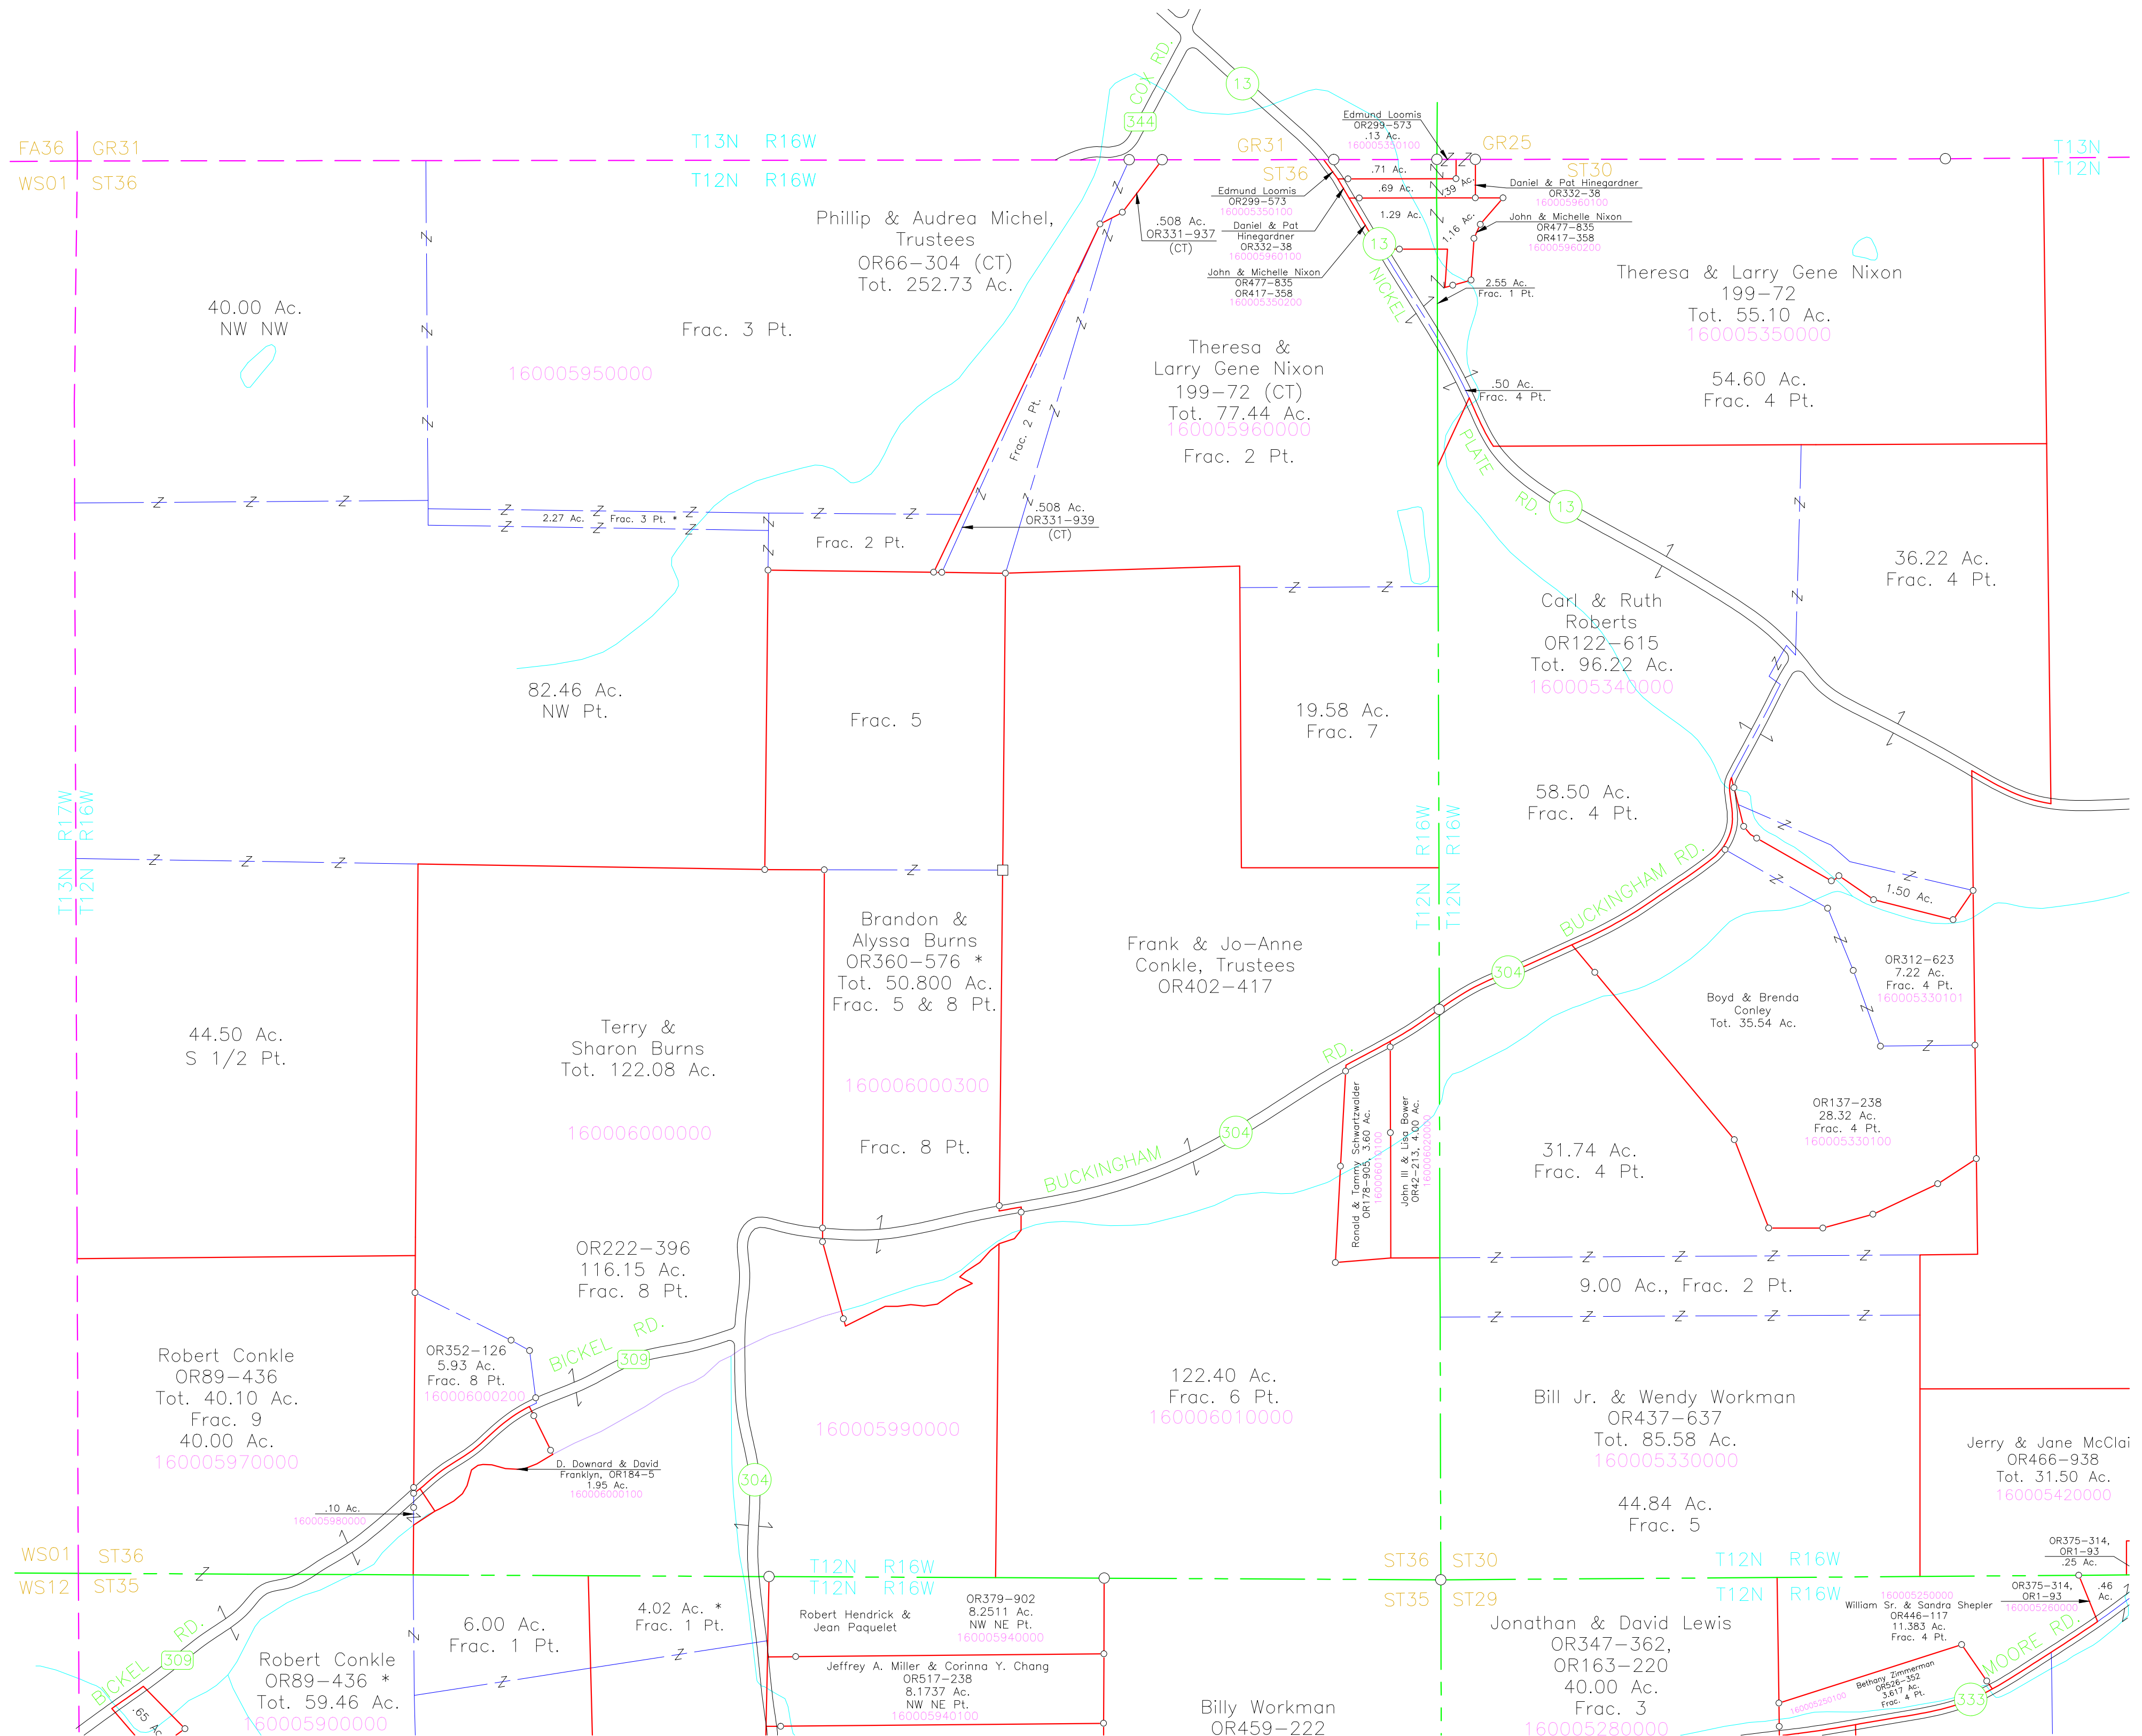 COX RD.
344
13
FA36
GR31
T13N R16W
GR31
GR25
T13N
WS01
ST36
T12N R16W
ST36
ST30
T12N
Edmund Loomis
OR299-573
.13 Ac.
160005350100
.71 Ac.
.69 Ac.
.39 Ac.
1.29 Ac.
1.16 Ac.
Edmund Loomis
OR299-573
160005350100
Daniel & Pat
Hinegardner
OR332-38
160005960100
John & Michelle Nixon
OR477-835
OR417-358
160005350200
Daniel & Pat Hinegardner
OR332-38
160005960100
John & Michelle Nixon
OR477-835
OR417-358
160005960200
2.55 Ac.
Frac. 1 Pt.
13
NICKEL
PLATE
RD.
13
.50 Ac.
Frac. 4 Pt.
40.00 Ac.
NW NW
Phillip & Audrea Michel,
Trustees
OR66-304 (CT)
Tot. 252.73 Ac.
Frac. 3 Pt.
160005950000
.508 Ac.
OR331-937
(CT)
Theresa &
Larry Gene Nixon
199-72 (CT)
Tot. 77.44 Ac.
160005960000
Frac. 2 Pt.
Theresa & Larry Gene Nixon
199-72
Tot. 55.10 Ac.
160005350000
54.60 Ac.
Frac. 4 Pt.
Frac. 2 Pt.
2.27 Ac.
Frac. 3 Pt. *
Frac. 2 Pt.
.508 Ac.
OR331-939
(CT)
36.22 Ac.
Frac. 4 Pt.
Carl & Ruth
Roberts
OR122-615
Tot. 96.22 Ac.
160005340000
82.46 Ac.
NW Pt.
Frac. 5
19.58 Ac.
Frac. 7
58.50 Ac.
Frac. 4 Pt.
T13N R17W
T12N R16W
T12N R16W
T12N R16W
BUCKINGHAM RD.
304
1.50 Ac.
Brandon &
Alyssa Burns
OR360-576 *
Tot. 50.800 Ac.
Frac. 5 & 8 Pt.
160006000300
Frac. 8 Pt.
Frank & Jo-Anne
Conkle, Trustees
OR402-417
OR312-623
7.22 Ac.
Frac. 4 Pt.
160005330101
Boyd & Brenda
Conley
Tot. 35.54 Ac.
OR137-238
28.32 Ac.
Frac. 4 Pt.
160005330100
44.50 Ac.
S 1/2 Pt.
Terry &
Sharon Burns
Tot. 122.08 Ac.
160006000000
BUCKINGHAM
304
RD.
Ronald & Tammy Schwartzwalder
OR178-905, 3.60 Ac.
160006010100
John III & Lisa Bower
OR42-213, 4.00 Ac.
160006020000
31.74 Ac.
Frac. 4 Pt.
OR222-396
116.15 Ac.
Frac. 8 Pt.
9.00 Ac., Frac. 2 Pt.
BICKEL RD.
309
Robert Conkle
OR89-436
Tot. 40.10 Ac.
Frac. 9
40.00 Ac.
160005970000
OR352-126
5.93 Ac.
Frac. 8 Pt.
160006000200
D. Downard & David
Franklyn, OR184-5
1.95 Ac.
160006000100
.10 Ac.
160005980000
160005990000
304
122.40 Ac.
Frac. 6 Pt.
160006010000
Bill Jr. & Wendy Workman
OR437-637
Tot. 85.58 Ac.
160005330000
44.84 Ac.
Frac. 5
Jerry & Jane McClai
OR466-938
Tot. 31.50 Ac.
160005420000
OR375-314,
OR1-93
.25 Ac.
WS01
ST36
T12N R16W
ST36
ST30
T12N R16W
WS12
ST35
T12N R16W
ST35
ST29
T12N R16W
OR375-314,
OR1-93
160005260000
.46
Ac.
160005250000
William Sr. & Sandra Shepler
OR446-117
11.383 Ac.
Frac. 4 Pt.
MOORE RD.
333
Bethany Zimmerman
OR526-352
3.617 Ac.
Frac. 4 Pt.
160005250100
BICKEL RD.
309
.65 Ac
Robert Conkle
OR89-436 *
Tot. 59.46 Ac.
160005900000
6.00 Ac.
Frac. 1 Pt.
4.02 Ac. *
Frac. 1 Pt.
Robert Hendrick &
Jean Paquelet
OR379-902
8.2511 Ac.
NW NE Pt.
160005940000
Jeffrey A. Miller & Corinna Y. Chang
OR517-238
8.1737 Ac.
NW NE Pt.
160005940100
Billy Workman
OR459-222
Jonathan & David Lewis
OR347-362,
OR163-220
40.00 Ac.
Frac. 3
160005280000